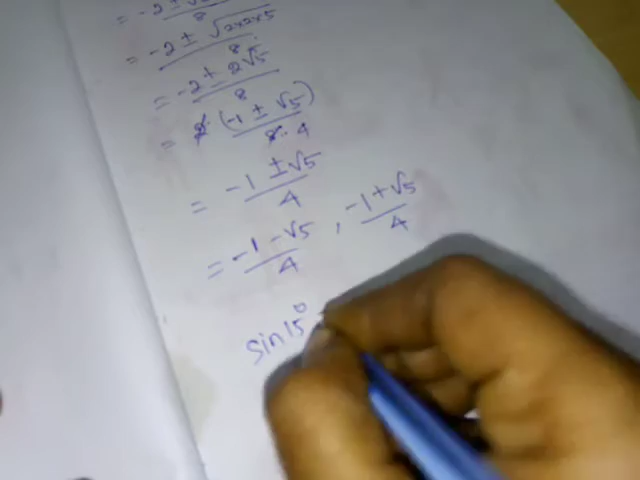 = -2 ± √(2×2×5) / 8
= -2 ± 2√5 / 8
= 2 (-1 ± √5) / 8 4
= -1 ± √5 / 4
= -1 - √5 / 4 , -1 + √5 / 4
sin 15°